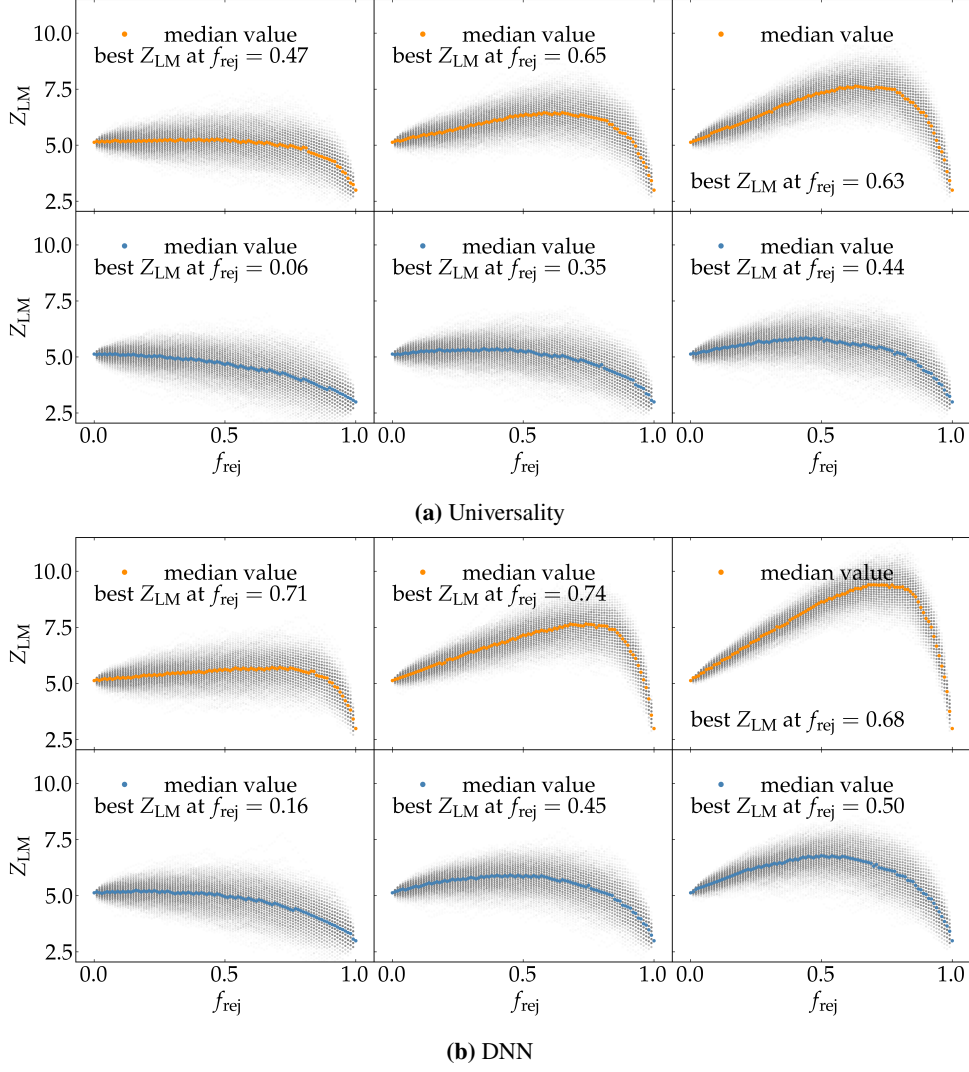 median value
best Z_LM at f_rej = 0.47
median value
best Z_LM at f_rej = 0.65
median value
best Z_LM at f_rej = 0.63
Z_LM
10.0
7.5
5.0
2.5
median value
best Z_LM at f_rej = 0.06
median value
best Z_LM at f_rej = 0.35
median value
best Z_LM at f_rej = 0.44
Z_LM
10.0
7.5
5.0
2.5
0.0 0.5 1.0 0.0 0.5 1.0 0.0 0.5 1.0
f_rej f_rej f_rej
(a) Universality
median value
best Z_LM at f_rej = 0.71
median value
best Z_LM at f_rej = 0.74
median value
best Z_LM at f_rej = 0.68
Z_LM
10.0
7.5
5.0
2.5
median value
best Z_LM at f_rej = 0.16
median value
best Z_LM at f_rej = 0.45
median value
best Z_LM at f_rej = 0.50
Z_LM
10.0
7.5
5.0
2.5
0.0 0.5 1.0 0.0 0.5 1.0 0.0 0.5 1.0
f_rej f_rej f_rej
(b) DNN